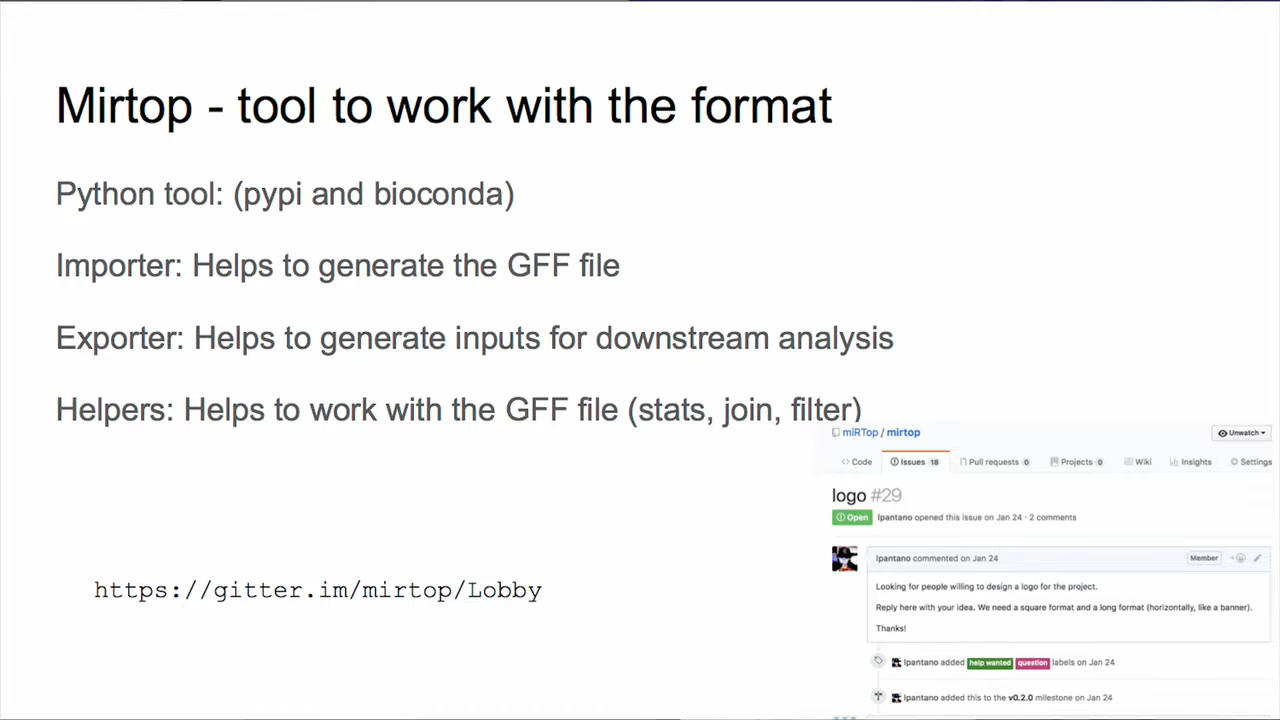 Mirtop - tool to work with the format
Python tool: (pypi and bioconda)
Importer: Helps to generate the GFF file
Exporter: Helps to generate inputs for downstream analysis
Helpers: Helps to work with the GFF file (stats, join, filter)
miRTop / mirtop
Unwatch
Code Issues 18 Pull requests 0 Projects 0 Wiki Insights Settings
logo #29
Open lpantano opened this issue on Jan 24 · 2 comments
lpantano commented on Jan 24 Member
Looking for people willing to design a logo for the project.
Reply here with your idea. We need a square format and a long format (horizontally, like a banner).
Thanks!
https://gitter.im/mirtop/Lobby
lpantano added help wanted question labels on Jan 24
lpantano added this to the v0.2.0 milestone on Jan 24